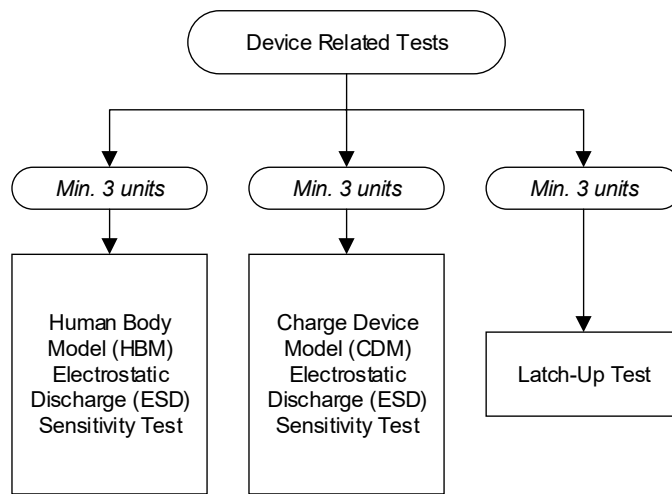 Device Related Tests
Min. 3 units
Min. 3 units
Min. 3 units
Human Body
Model (HBM)
Electrostatic
Discharge (ESD)
Sensitivity Test
Charge Device
Model (CDM)
Electrostatic
Discharge (ESD)
Sensitivity Test
Latch-Up Test